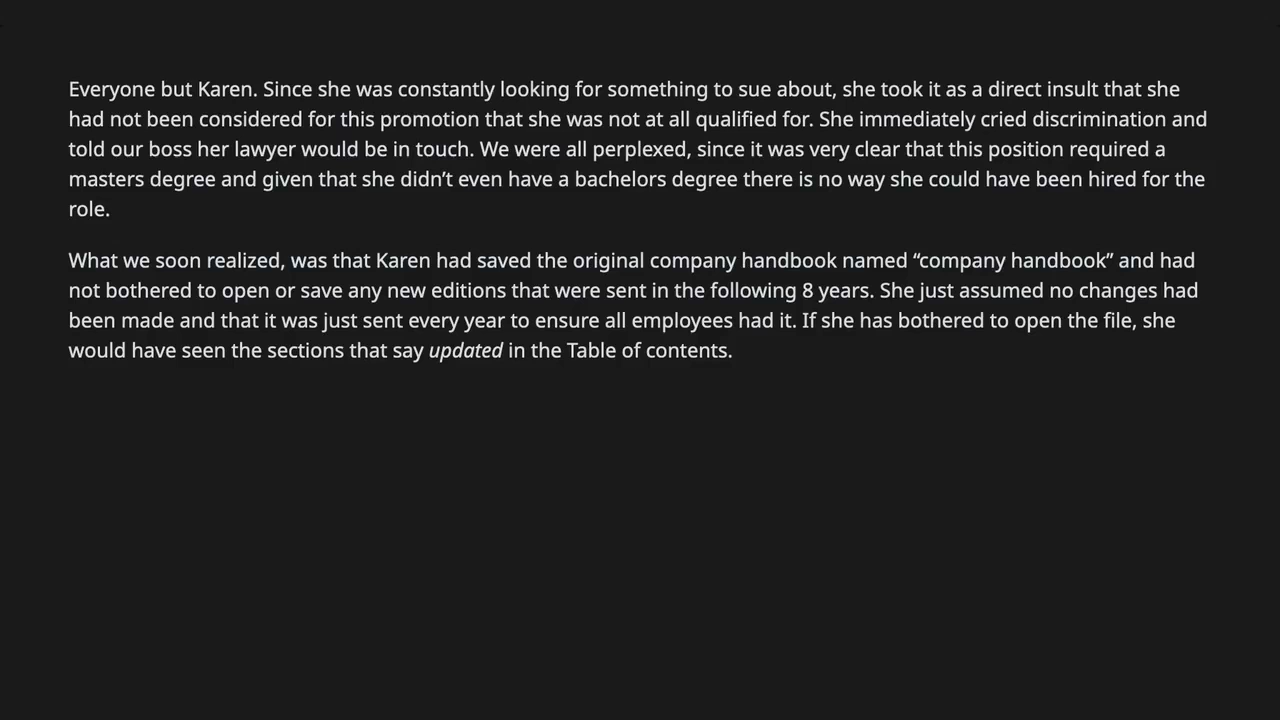 Everyone but Karen. Since she was constantly looking for something to sue about, she took it as a direct insult that she
had not been considered for this promotion that she was not at all qualified for. She immediately cried discrimination and
told our boss her lawyer would be in touch. We were all perplexed, since it was very clear that this position required a
masters degree and given that she didn’t even have a bachelors degree there is no way she could have been hired for the
role.
What we soon realized, was that Karen had saved the original company handbook named “company handbook” and had
not bothered to open or save any new editions that were sent in the following 8 years. She just assumed no changes had
been made and that it was just sent every year to ensure all employees had it. If she has bothered to open the file, she
would have seen the sections that say updated in the Table of contents.